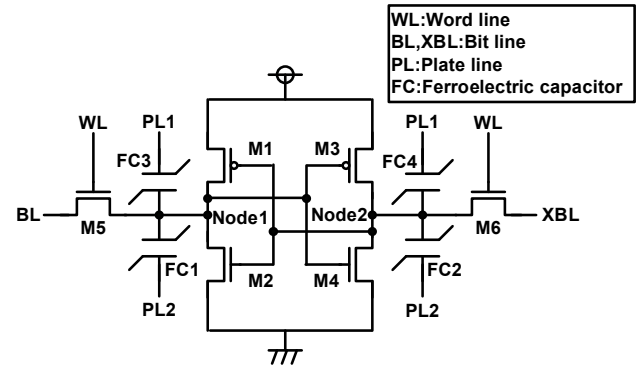 WL:Word line
BL,XBL:Bit line
PL:Plate line
FC:Ferroelectric capacitor
WL PL1 PL1 WL
M1 M3
FC3 FC4
BL Node1 Node2 XBL
M5 M6
FC1 FC2
M2 M4
PL2 PL2